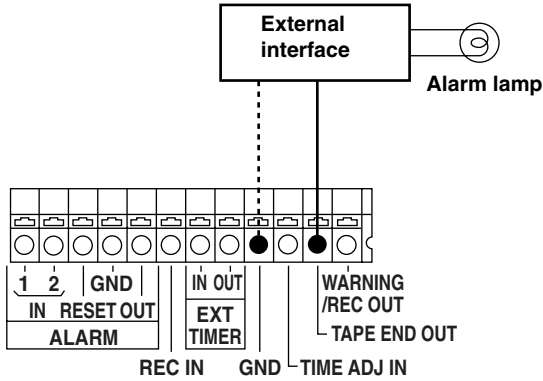 External
interface
Alarm lamp
1 2 GND IN OUT WARNING
IN RESET OUT EXT /REC OUT
ALARM TIMER TAPE END OUT
REC IN GND TIME ADJ IN